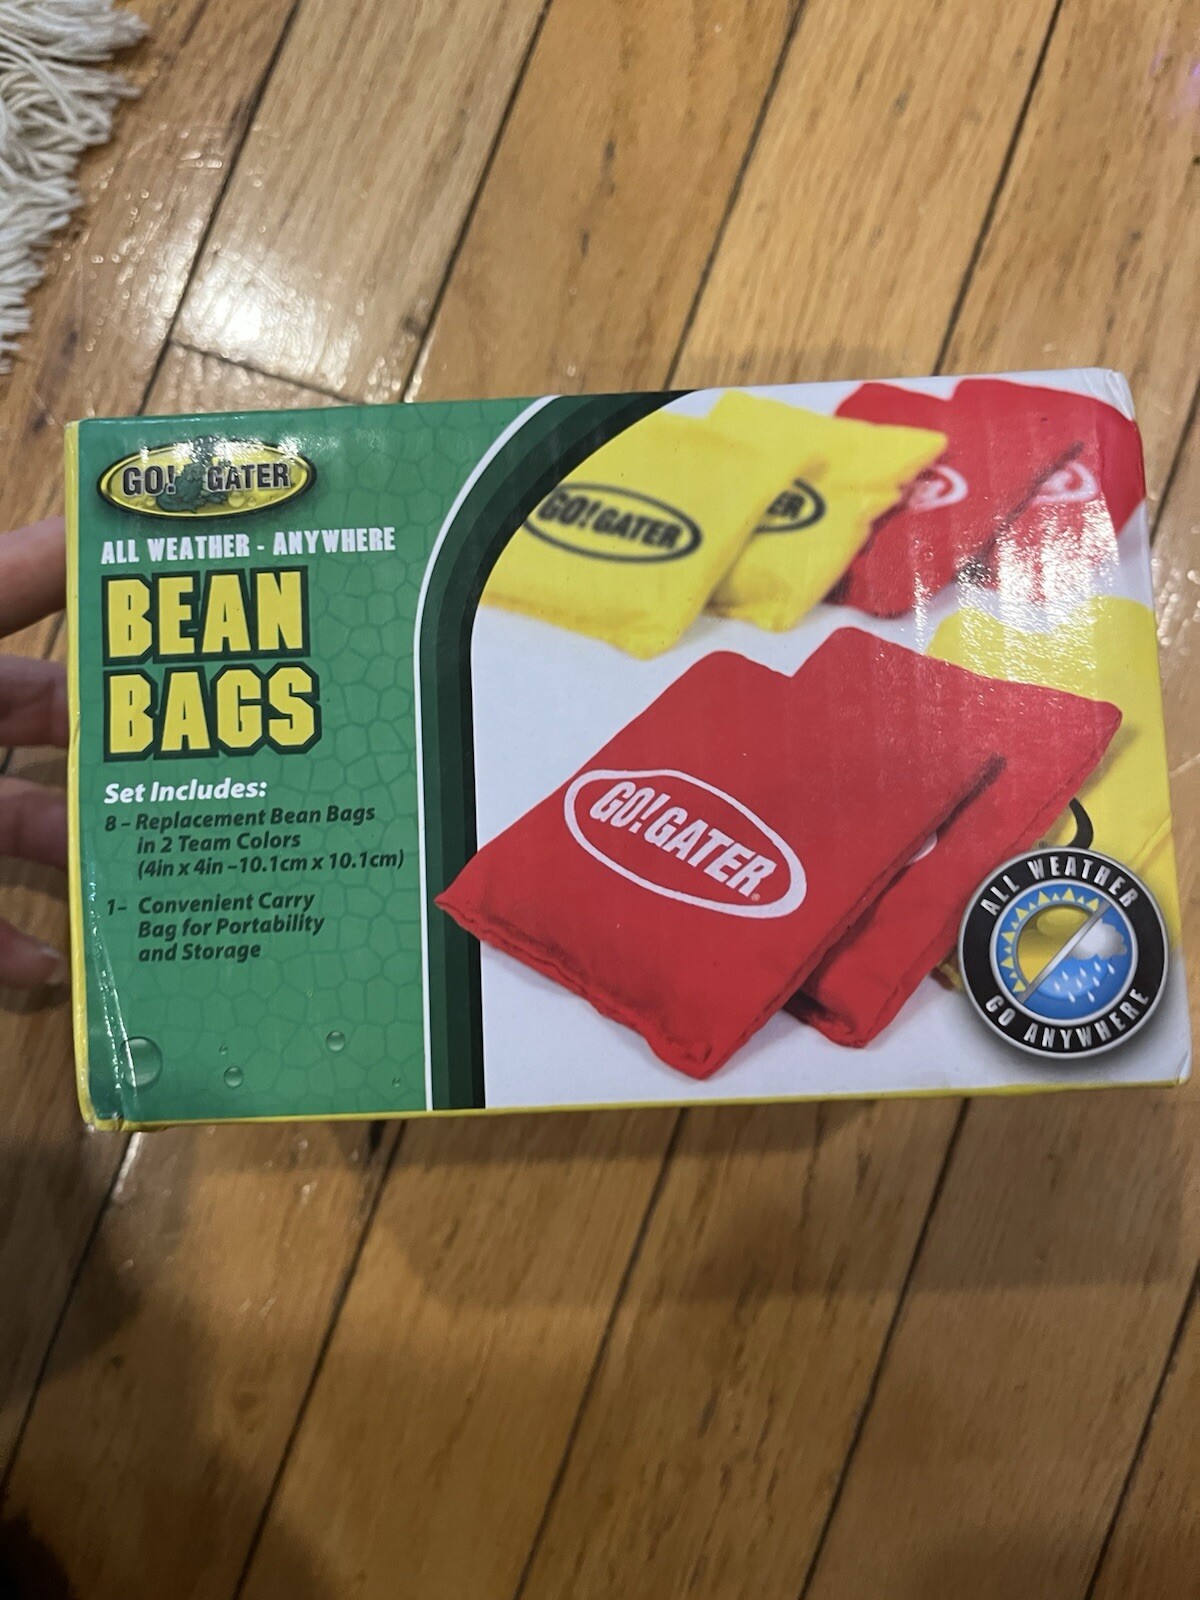 GO! GATER
ALL WEATHER - ANYWHERE
BEAN
BAGS
Set Includes:
8 – Replacement Bean Bags
in 2 Team Colors
(4in x 4in –10.1cm x 10.1cm)
1– Convenient Carry
Bag for Portability
and Storage
GO! GATER
ER
GO! GATER®
ALL WEATHER
GO ANYWHERE